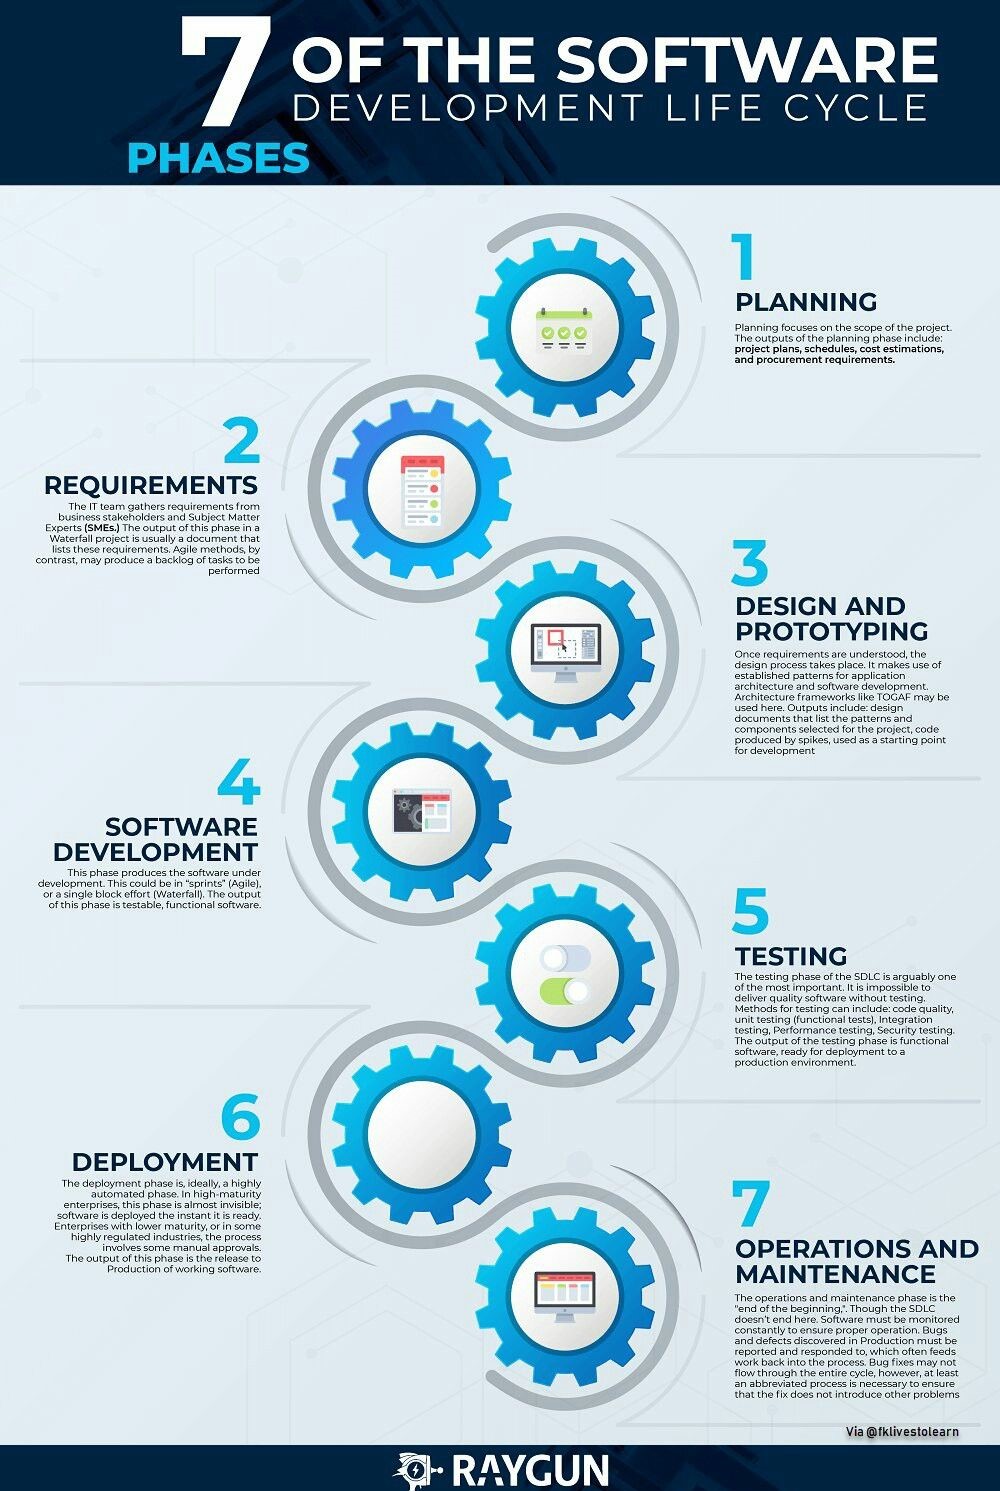 7 OF THE SOFTWARE
DEVELOPMENT LIFE CYCLE
PHASES
1
PLANNING
Planning focuses on the scope of the project.
The outputs of the planning phase include:
project plans, schedules, cost estimations,
and procurement requirements.
2
REQUIREMENTS
The IT team gathers requirements from
business stakeholders and Subject Matter
Experts (SMEs.) The output of this phase in a
Waterfall project is usually a document that
lists these requirements. Agile methods, by
contrast, may produce a backlog of tasks to be
performed
3
DESIGN AND
PROTOTYPING
Once requirements are understood, the
design process takes place. It makes use of
established patterns for application
architecture and software development.
Architecture frameworks like TOGAF may be
used here. Outputs include: design
documents that list the patterns and
components selected for the project, code
produced by spikes, used as a starting point
for development
4
SOFTWARE
DEVELOPMENT
This phase produces the software under
development. This could be in “sprints” (Agile),
or a single block effort (Waterfall). The output
of this phase is testable, functional software.
5
TESTING
The testing phase of the SDLC is arguably one
of the most important. It is impossible to
deliver quality software without testing.
Methods for testing can include: code quality,
unit testing (functional tests), Integration
testing, Performance testing, Security testing.
The output of the testing phase is functional
software, ready for deployment to a
production environment.
6
DEPLOYMENT
The deployment phase is, ideally, a highly
automated phase. In high-maturity
enterprises, this phase is almost invisible;
software is deployed the instant it is ready.
Enterprises with lower maturity, or in some
highly regulated industries, the process
involves some manual approvals.
The output of this phase is the release to
Production of working software.
7
OPERATIONS AND
MAINTENANCE
The operations and maintenance phase is the
"end of the beginning,". Though the SDLC
doesn't end here. Software must be monitored
constantly to ensure proper operation. Bugs
and defects discovered in Production must be
reported and responded to, which often feeds
work back into the process. Bug fixes may not
flow through the entire cycle, however, at least
an abbreviated process is necessary to ensure
that the fix does not introduce other problems
Via @fklivestolearn
RAYGUN